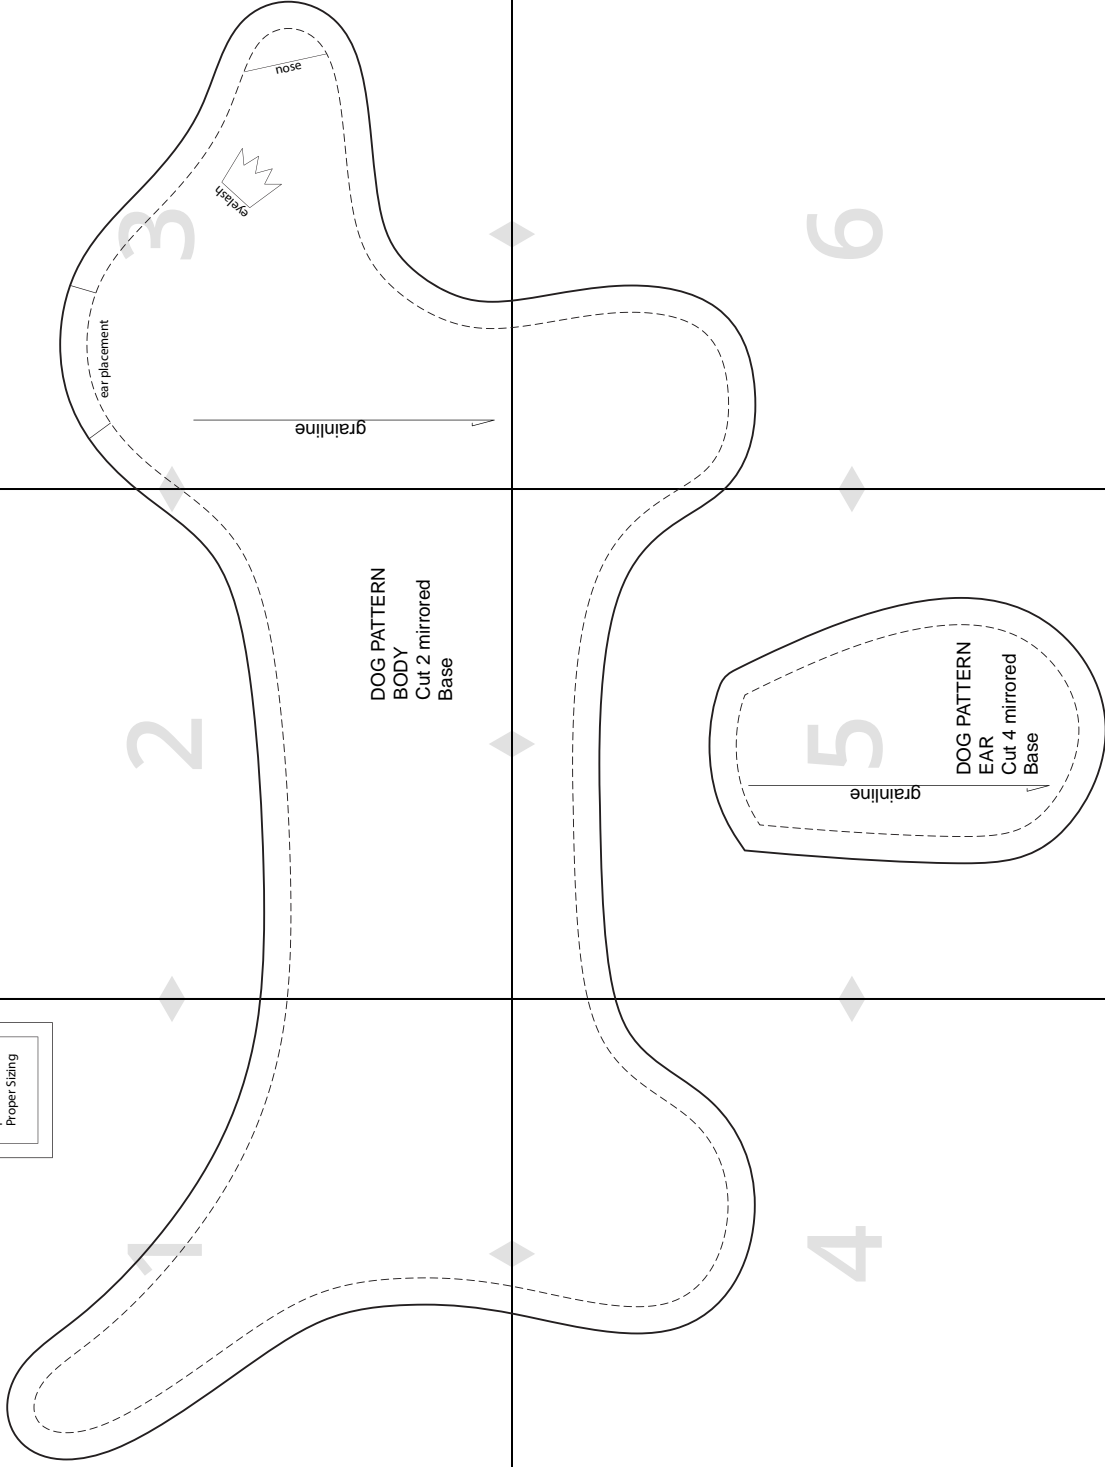 nose
eyelash
3
6
ear placement
grainline
DOG PATTERN
BODY
Cut 2 mirrored
Base
2
DOG PATTERN
EAR
Cut 4 mirrored
Base
5
grainline
Proper Sizing
1
4